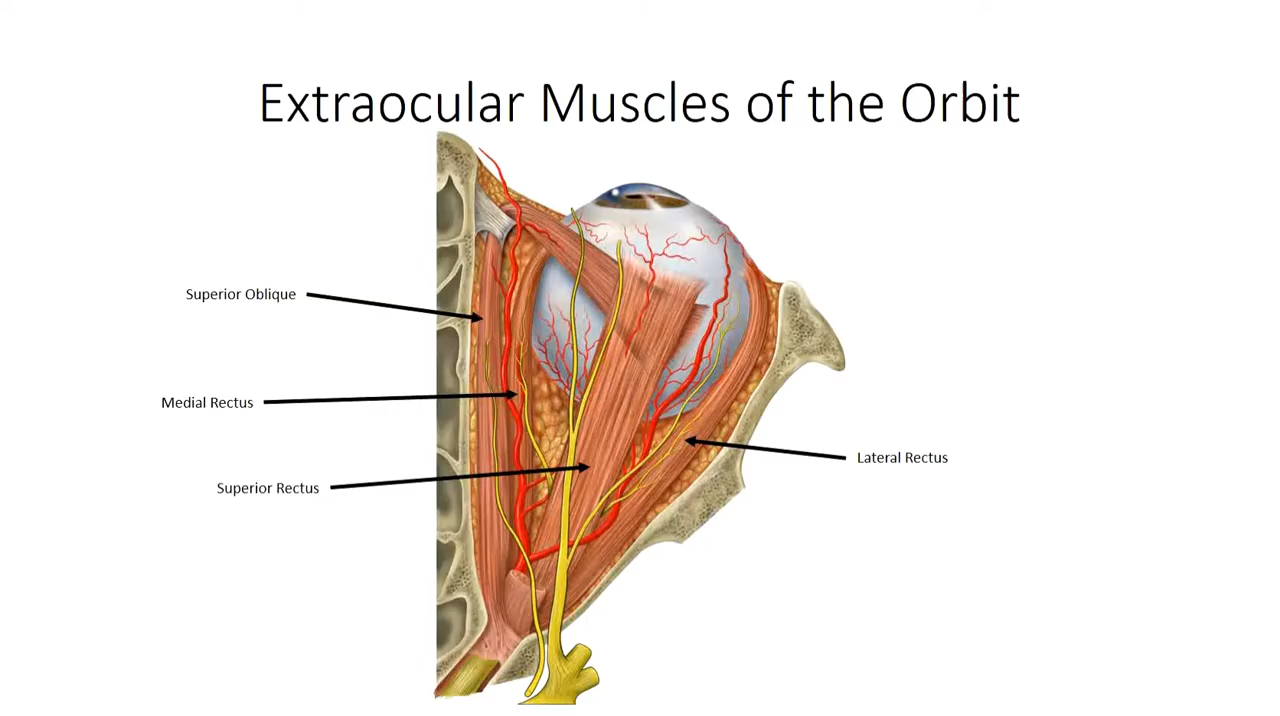 Extraocular Muscles of the Orbit
Superior Oblique
Medial Rectus
Superior Rectus
Lateral Rectus